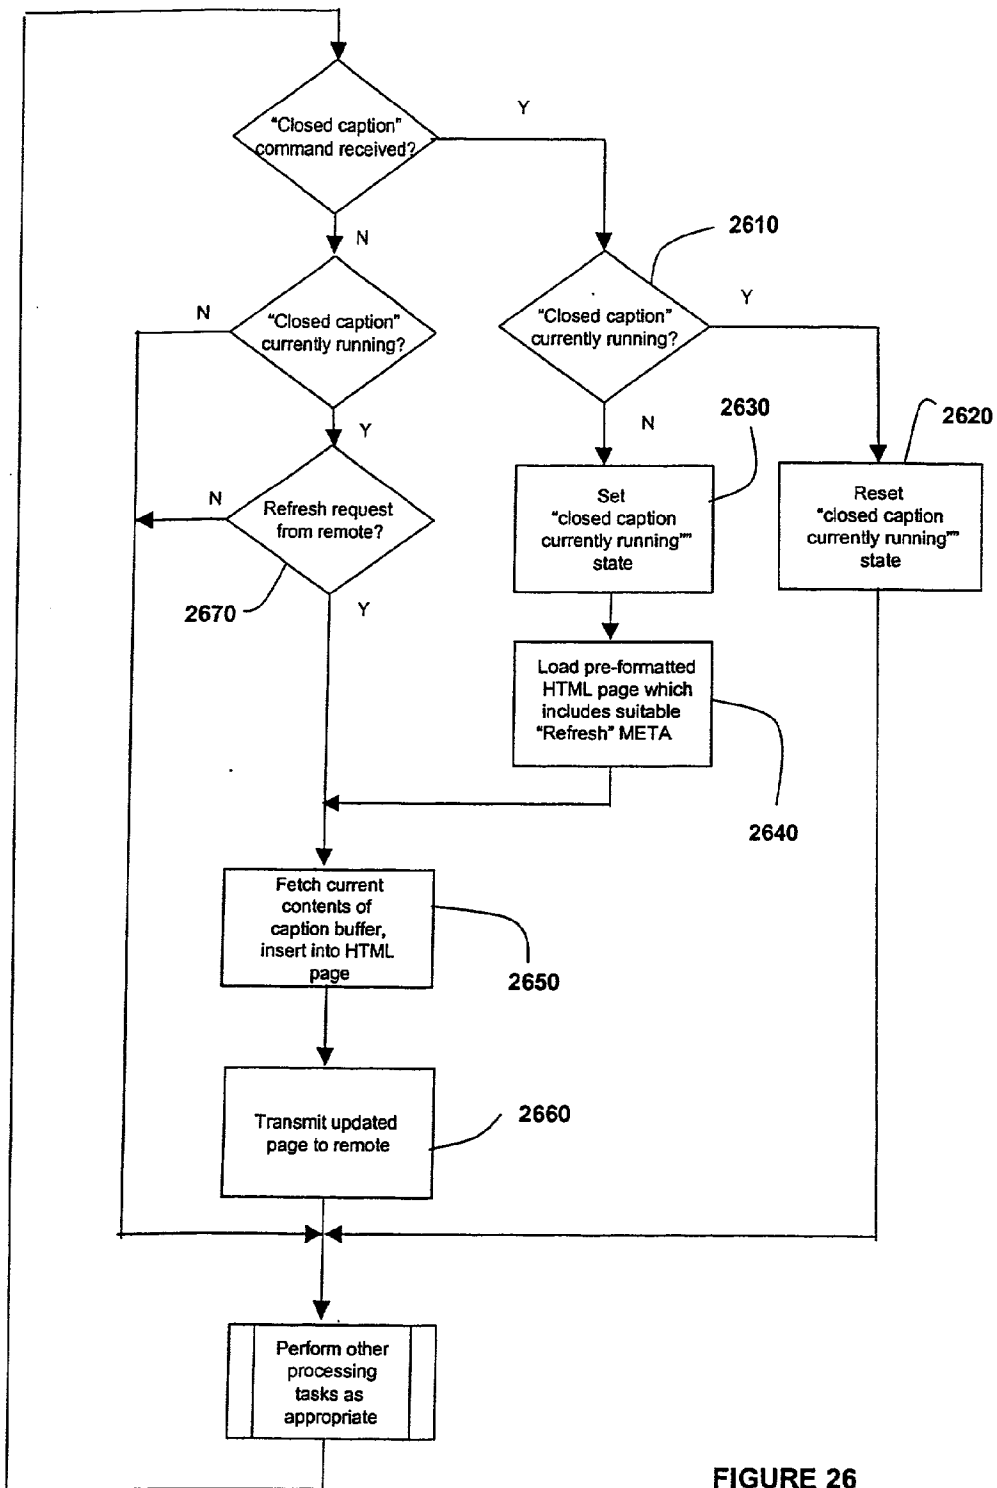 Y
"Closed caption"
command received?
N
2610
N
"Closed caption"
currently running?
"Closed caption"
currently running?
Y
2630
2620
Y
N
N
Refresh request
from remote?
Set
"closed caption
currently running""
state
Reset
"closed caption
currently running""
state
2670
Y
Load pre-formatted
HTML page which
includes suitable
"Refresh" META
2640
Fetch current
contents of
caption buffer,
insert into HTML
page
2650
Transmit updated
page to remote
2660
Perform other
processing
tasks as
appropriate
FIGURE 26